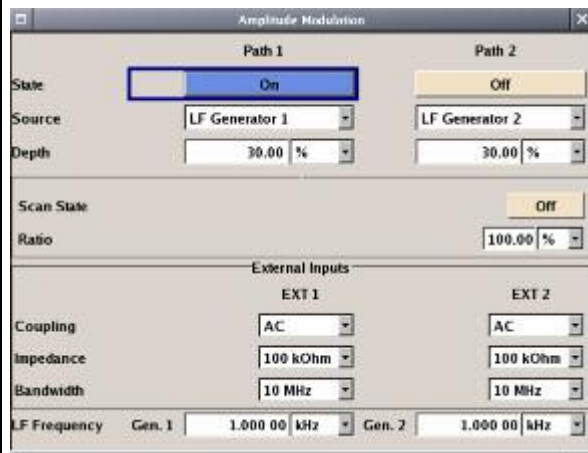 Amplitude Modulation
Path 1 Path 2
State On Off
Source LF Generator 1 LF Generator 2
Depth 30.00 % 30.00 %
Scan State Off
Ratio 100.00 %
External Inputs
EXT 1 EXT 2
Coupling AC AC
Impedance 100 kOhm 100 kOhm
Bandwidth 10 MHz 10 MHz
LF Frequency Gen. 1 1.000 00 kHz Gen. 2 1.000 00 kHz